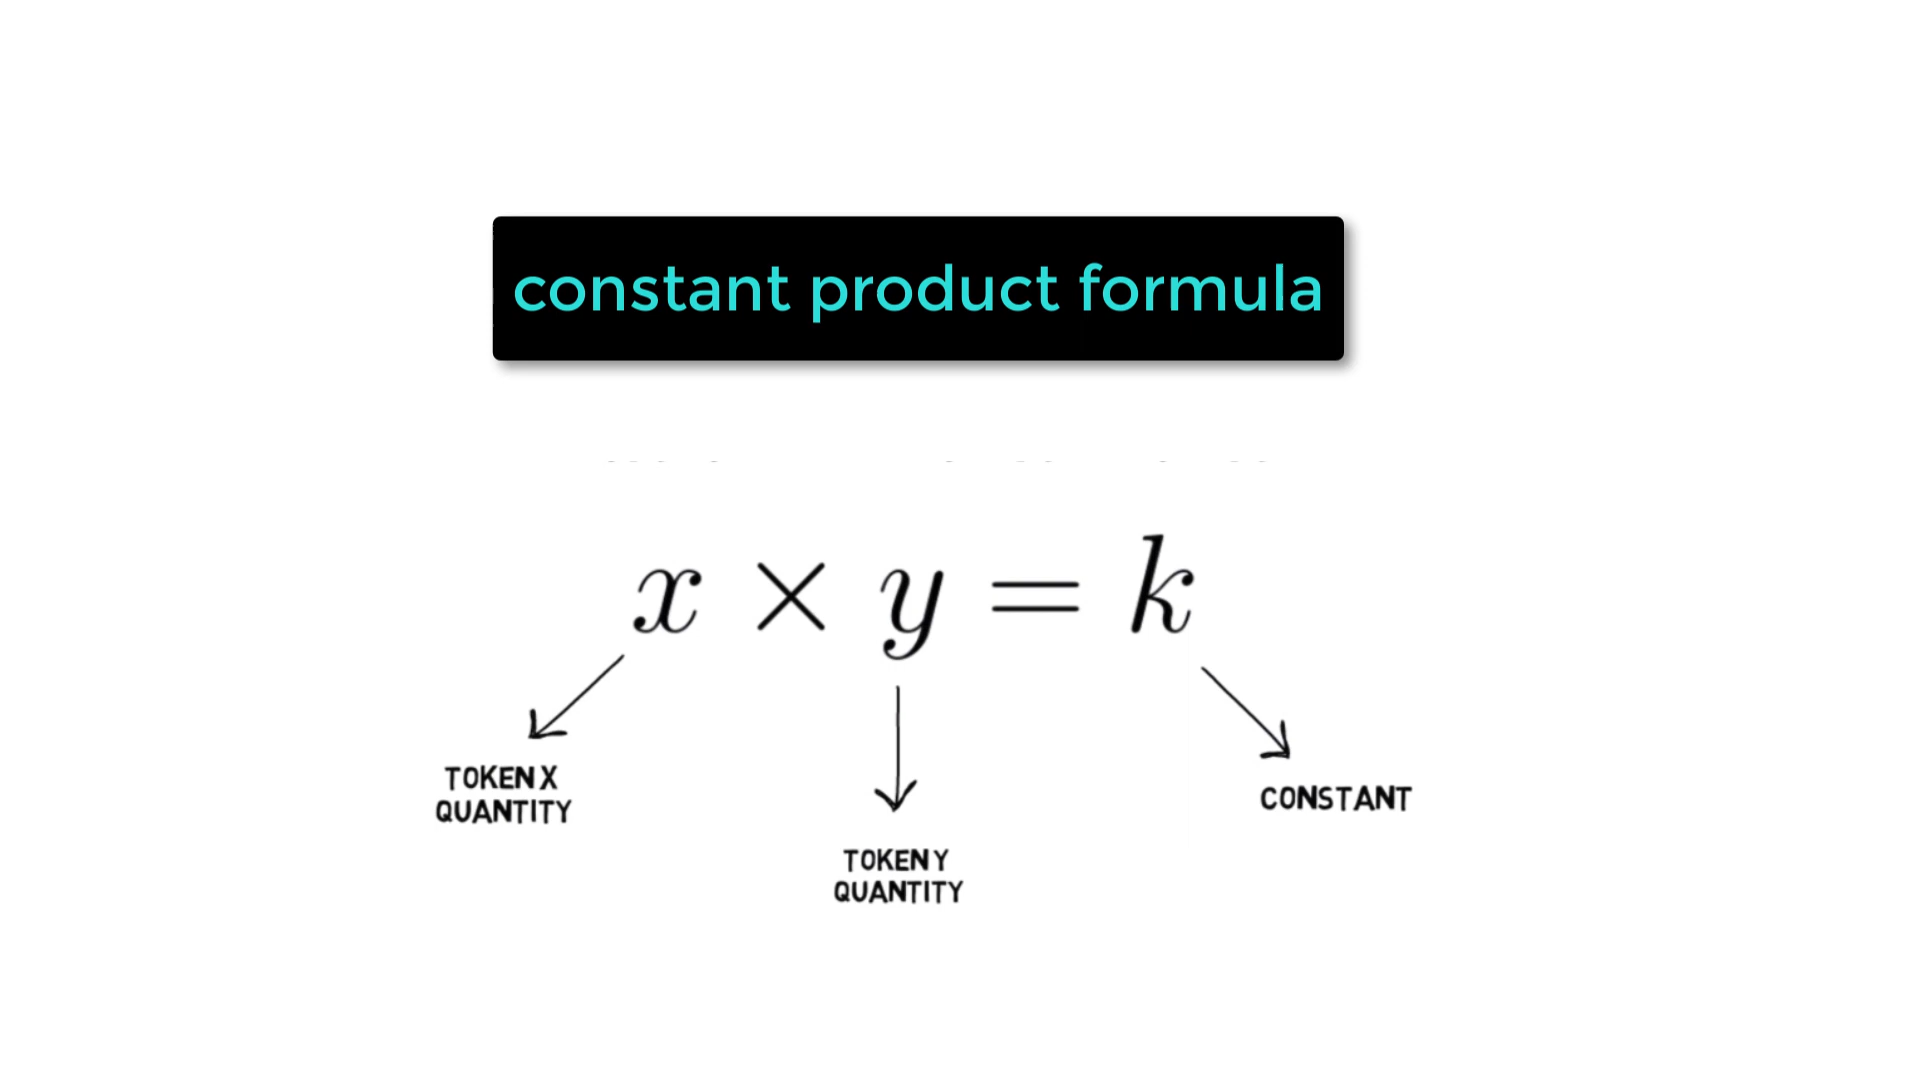 constant product formula
x × y = k
TOKEN X
QUANTITY
TOKEN Y
QUANTITY
CONSTANT